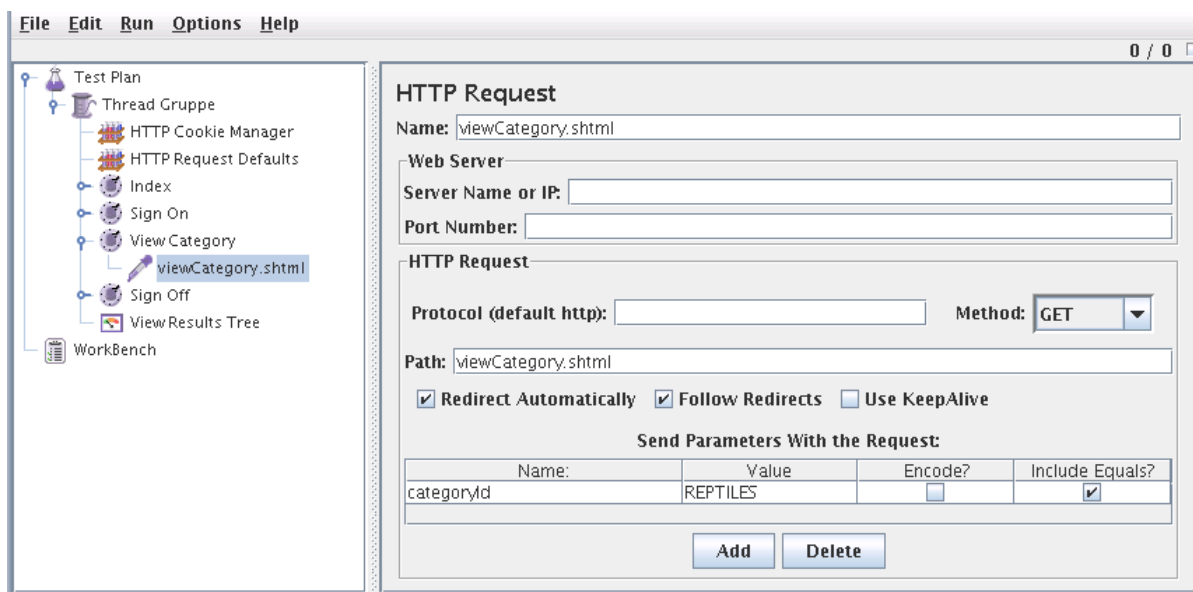 File Edit Run Options Help
0 / 0
Test Plan
Thread Gruppe
HTTP Cookie Manager
HTTP Request Defaults
Index
Sign On
View Category
viewCategory.shtml
Sign Off
View Results Tree
WorkBench
HTTP Request
Name: viewCategory.shtml
Web Server
Server Name or IP:
Port Number:
HTTP Request
Protocol (default http): Method: GET
Path: viewCategory.shtml
Redirect Automatically Follow Redirects Use KeepAlive
Send Parameters With the Request:
Name: Value Encode? Include Equals?
categoryId REPTILES
Add Delete